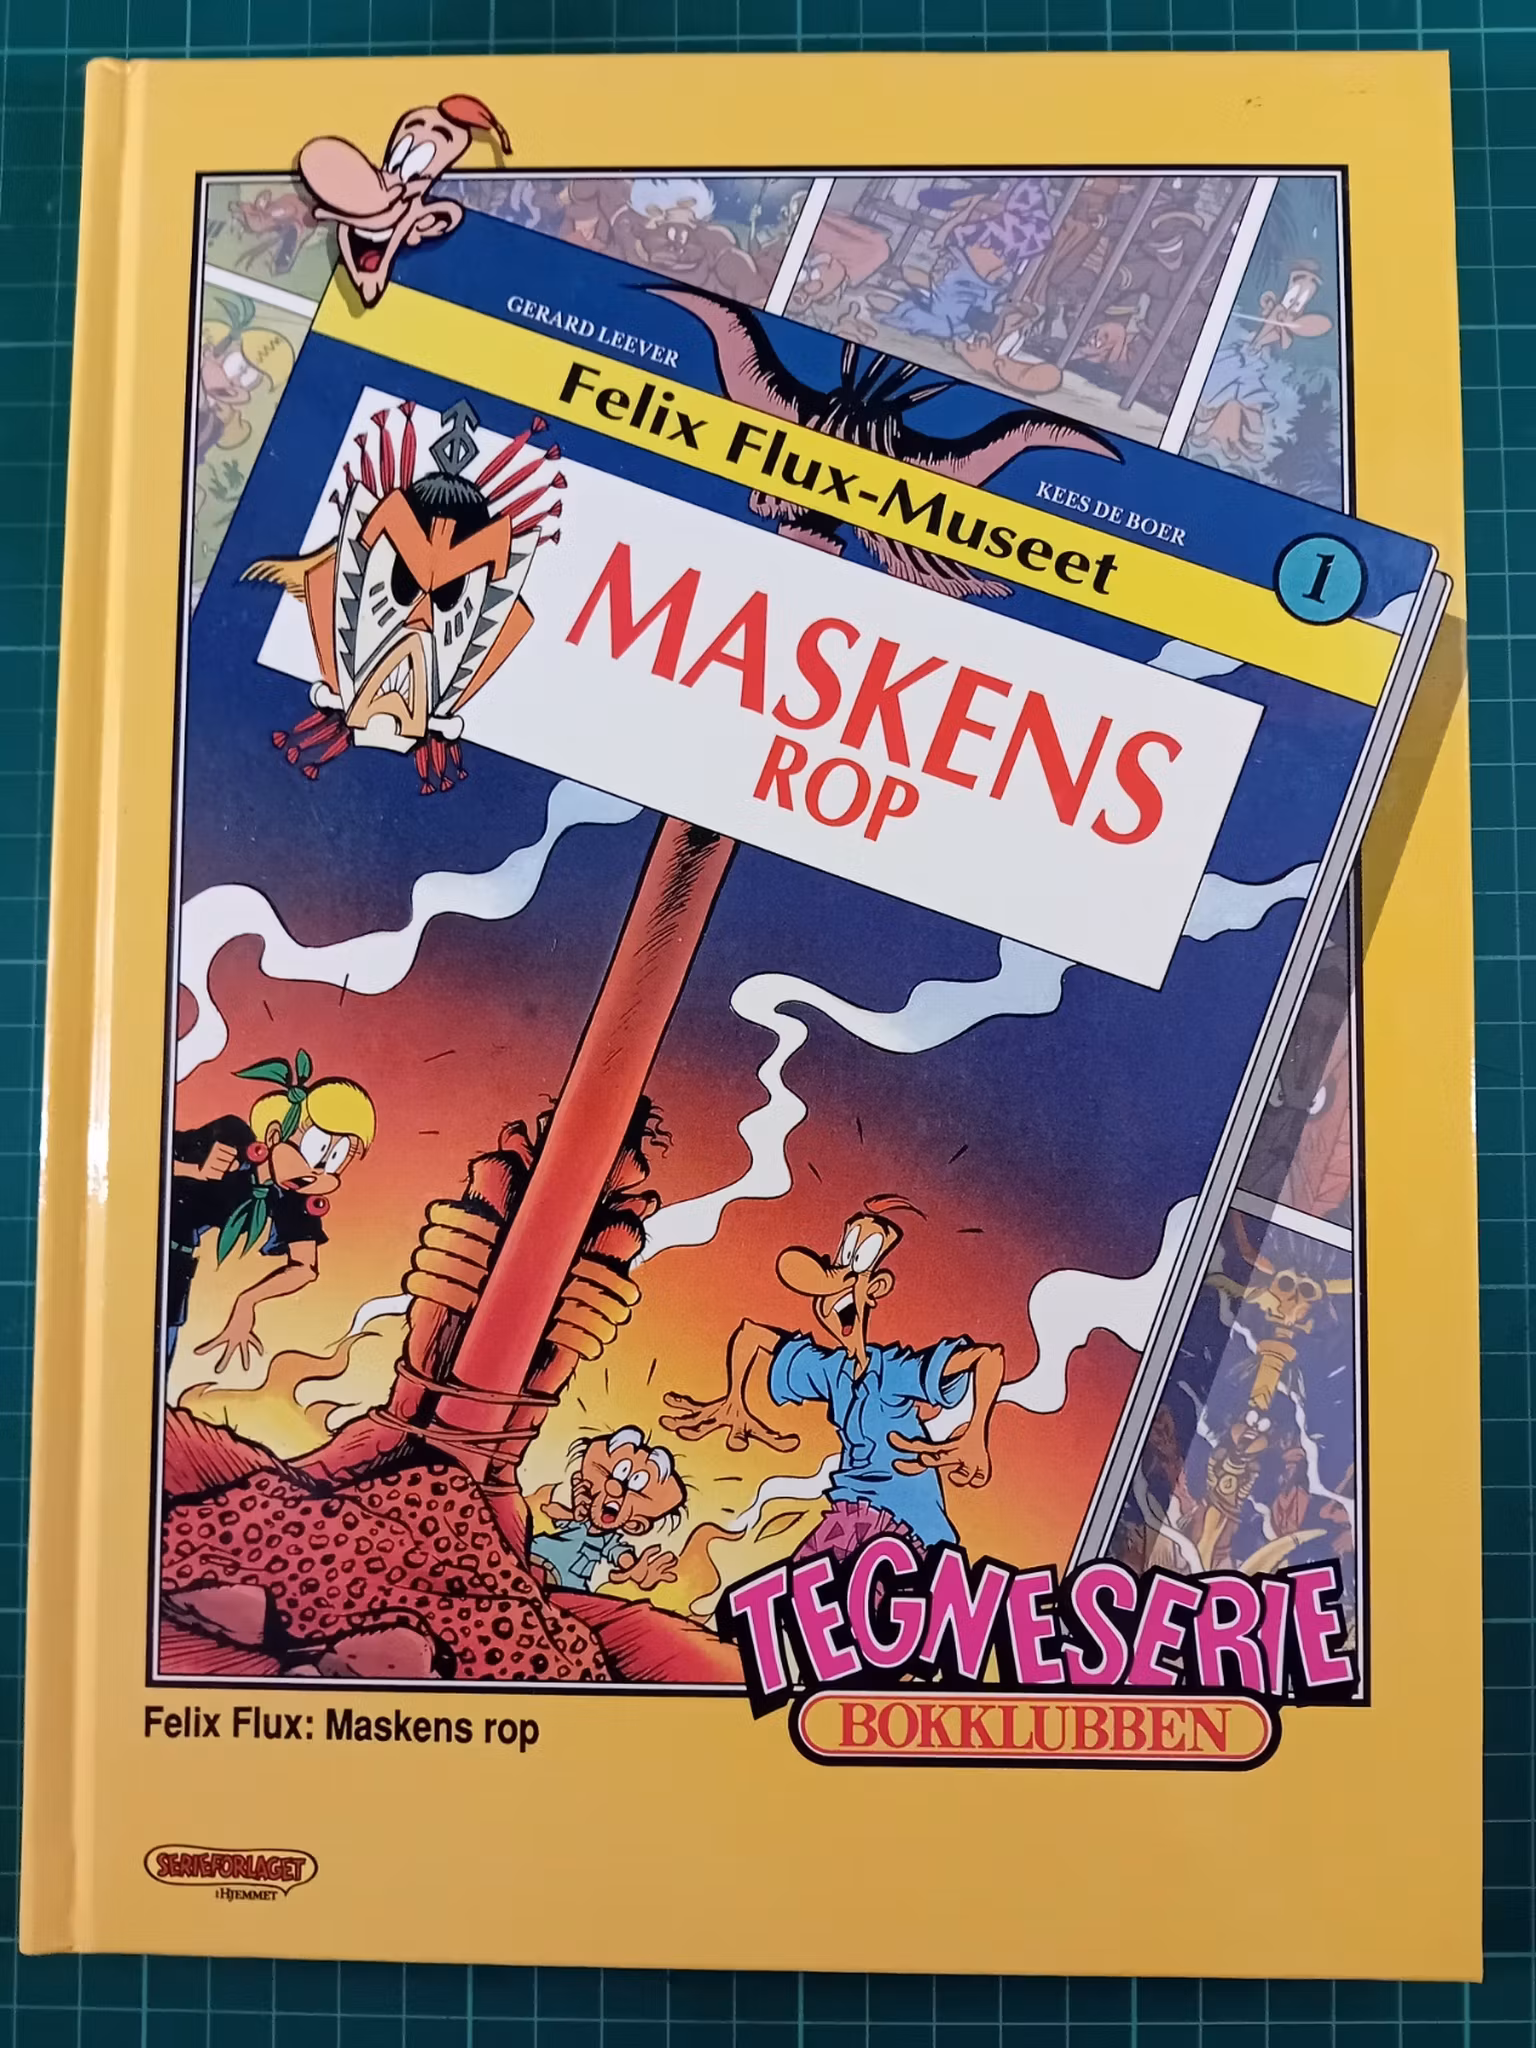 GERARD LEEVER
KEES DE BOER
Felix Flux-Museet
1
MASKENS
ROP
TEGNESERIE
BOKKLUBBEN
Felix Flux: Maskens rop
SERIEFORLAGET
I HJEMMET